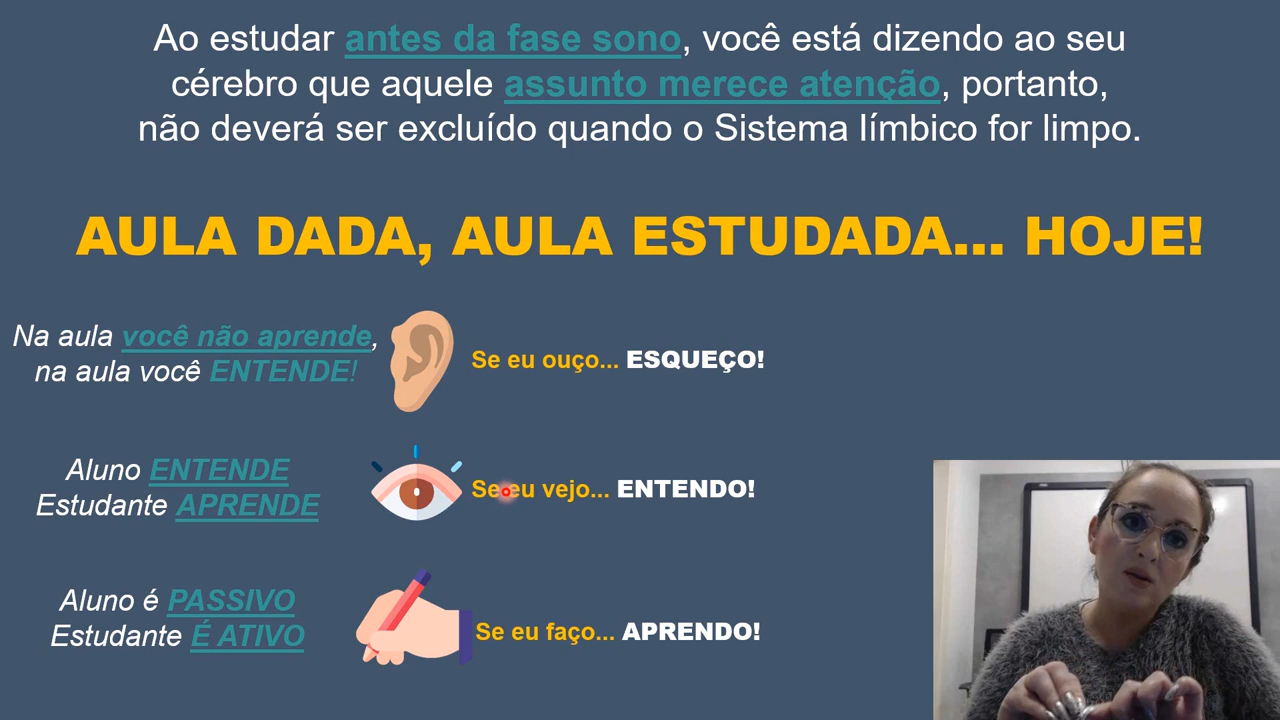 Ao estudar antes da fase sono, você está dizendo ao seu
cérebro que aquele assunto merece atenção, portanto,
não deverá ser excluído quando o Sistema límbico for limpo.
AULA DADA, AULA ESTUDADA... HOJE!
Na aula você não aprende,
na aula você ENTENDE!
Se eu ouço... ESQUEÇO!
Aluno ENTENDE
Estudante APRENDE
Se eu vejo... ENTENDO!
Aluno é PASSIVO
Estudante É ATIVO
Se eu faço... APRENDO!